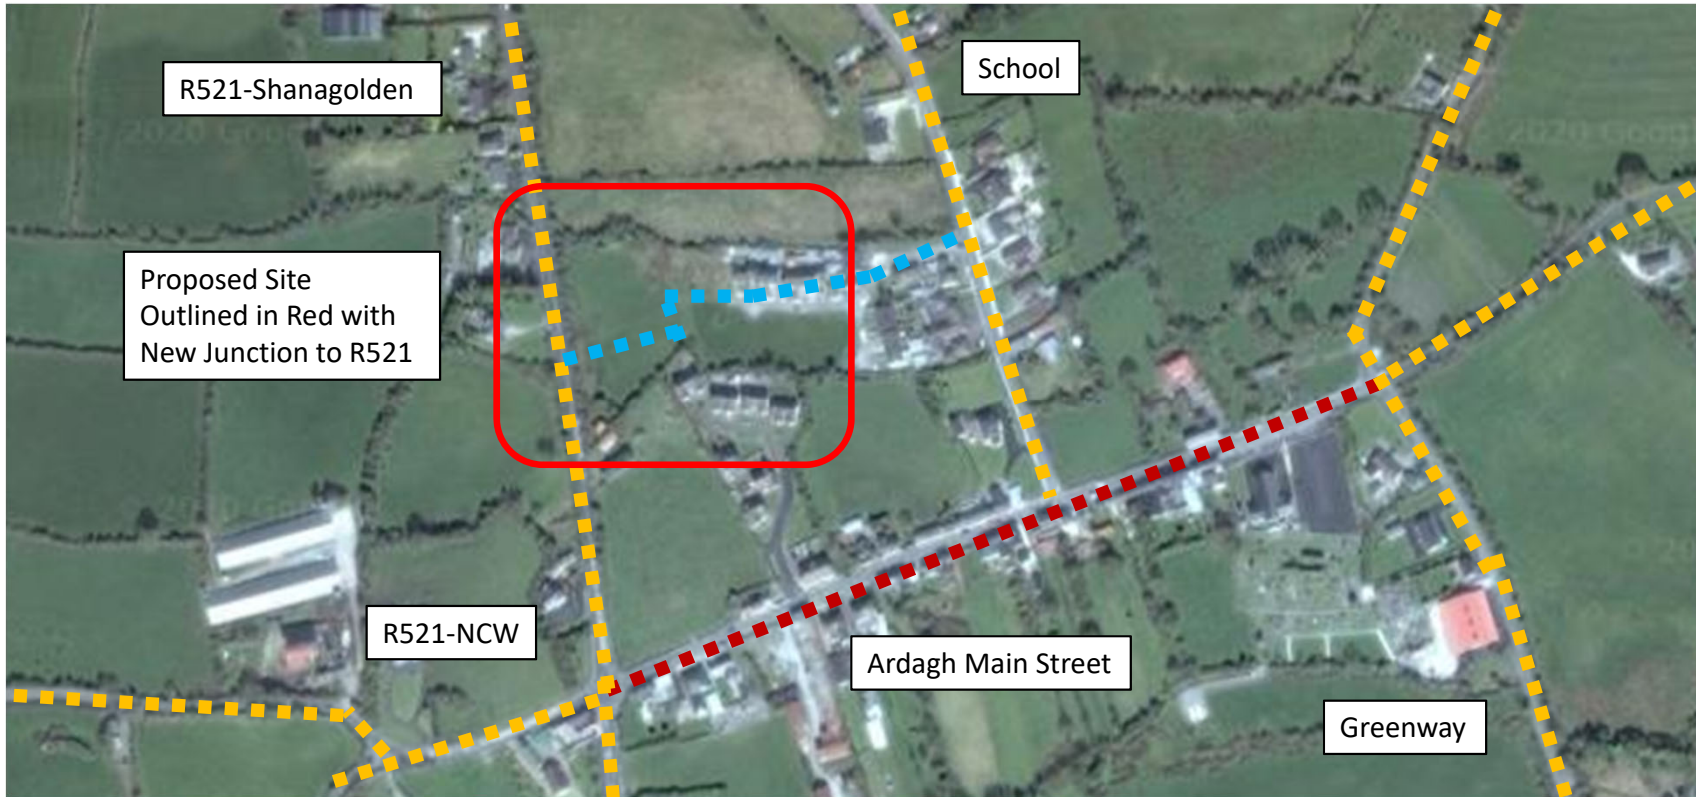 R521-Shanagolden
School
Proposed Site
Outlined in Red with
New Junction to R521
R521-NCW
Ardagh Main Street
Greenway